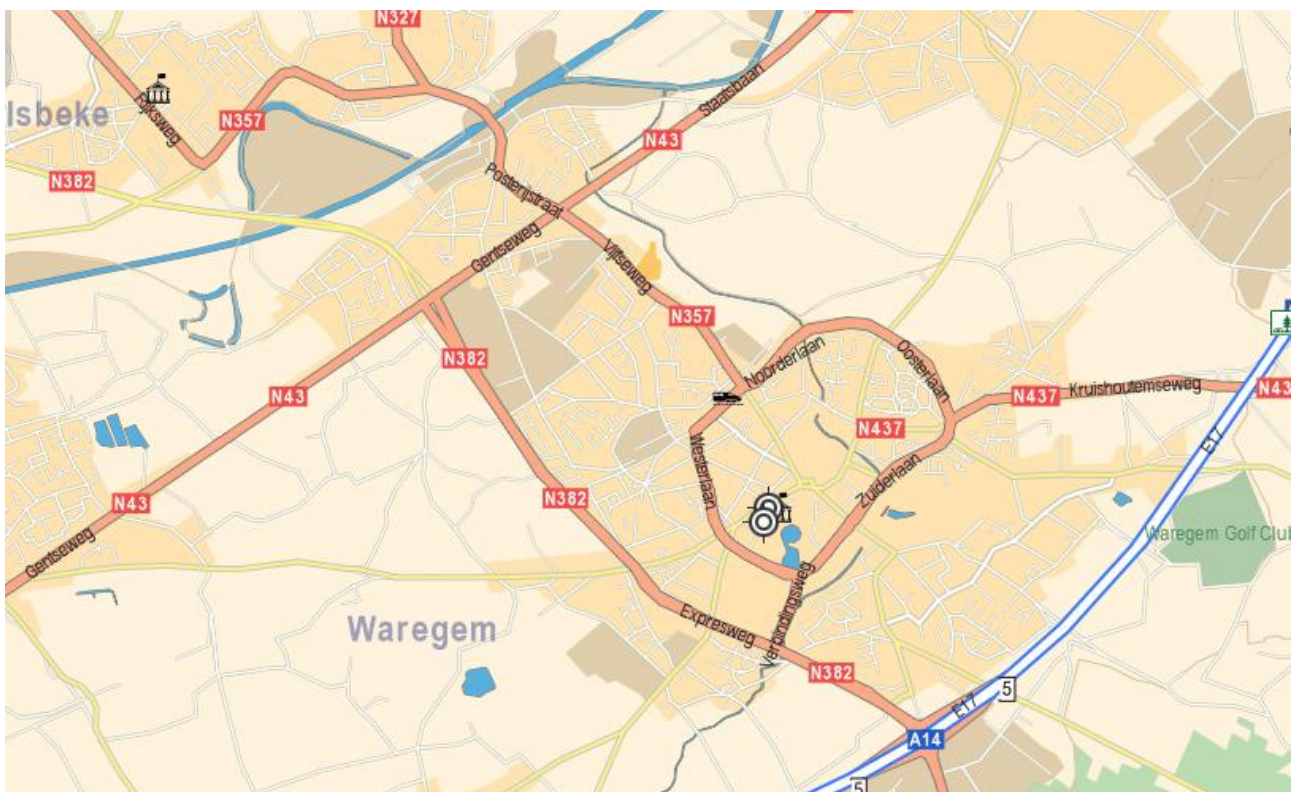 N327
lsbeke
Rijksweg
N357
Staatsbaan
N43
N382
Posterijstraat
Gentseweg
Vijfseweg
N357
N382
Noorderlaan
Oosterlaan
N43
N437
Kruishoutemseweg
N43
N437
E17
Westerlaan
Zuiderlaan
N43
N382
Gentseweg
Waregem Golf Club
Waregem
Expresweg
Verbindingsweg
N382
E17
5
A14
5